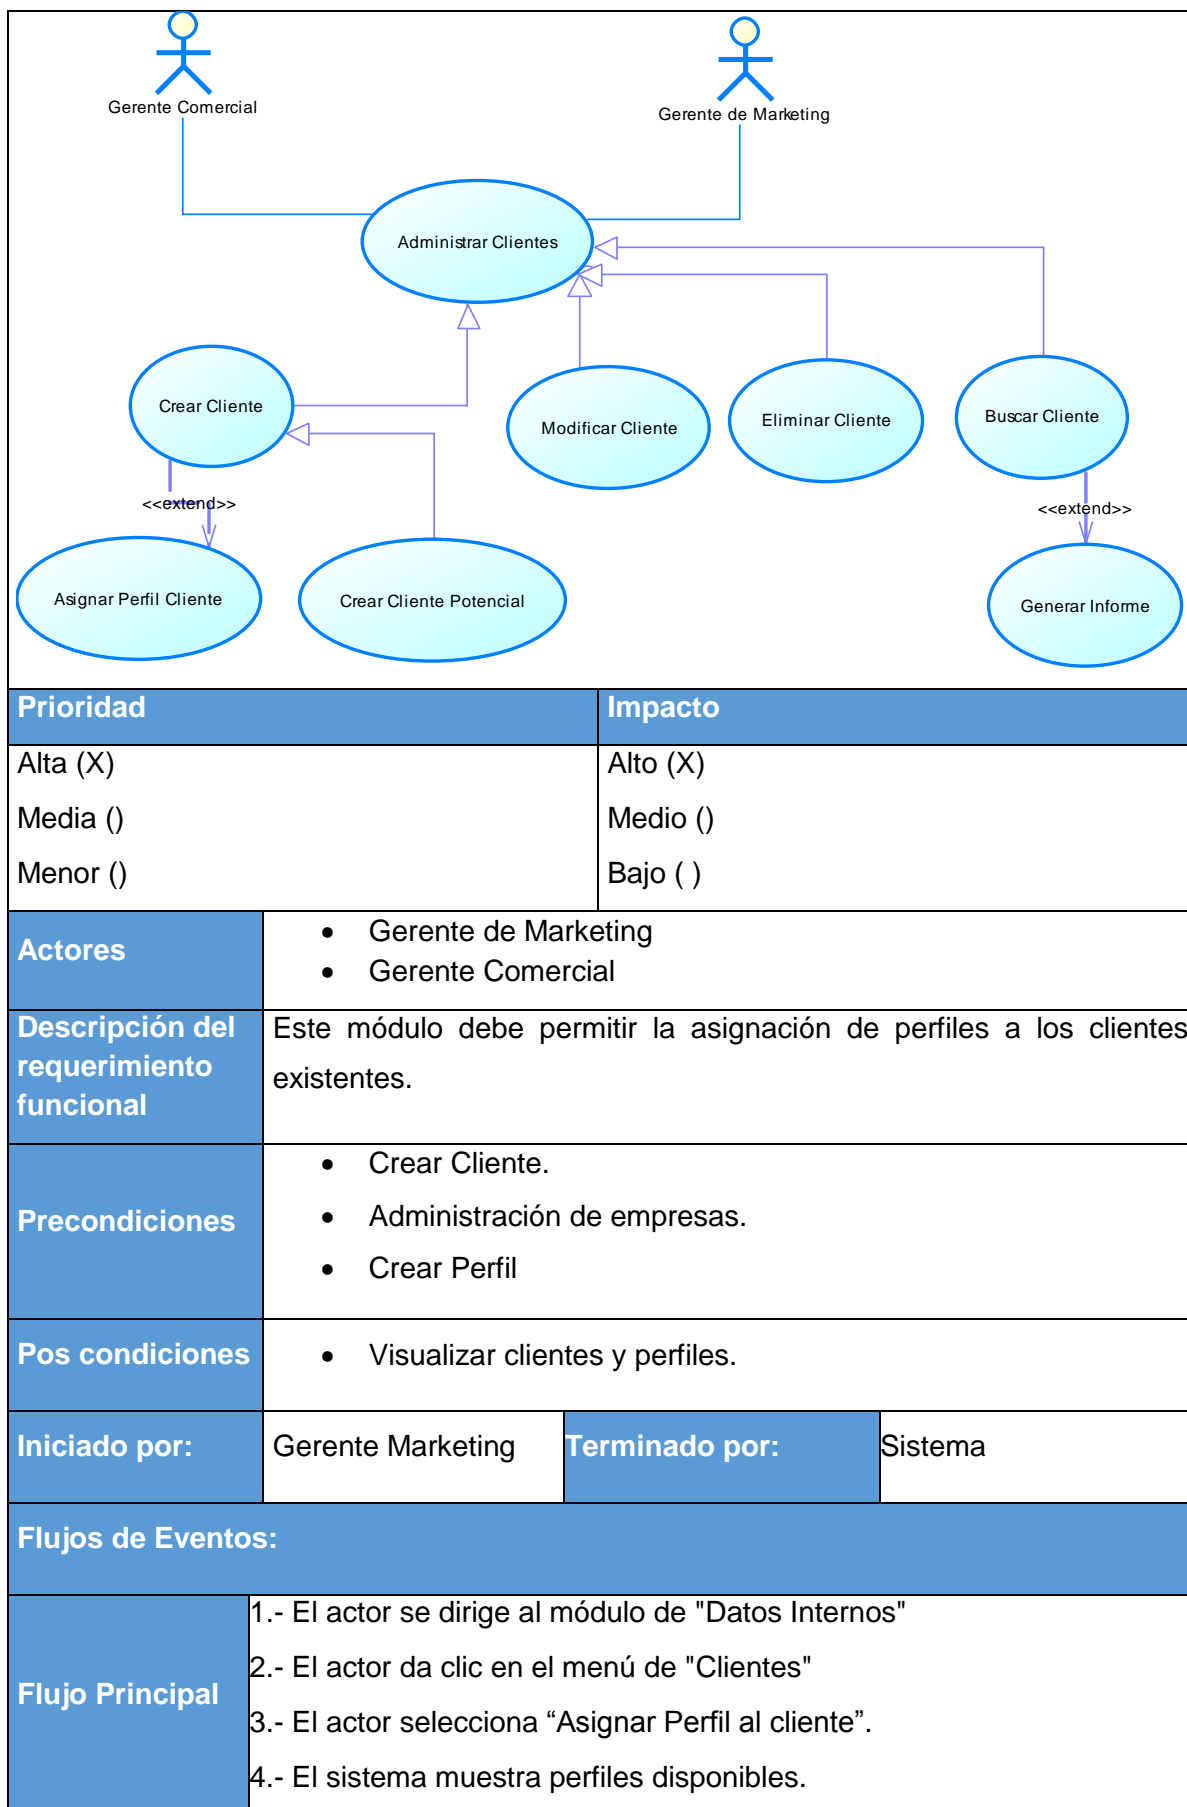 Gerente Comercial
Gerente de Marketing
Administrar Clientes
Crear Cliente
Modificar Cliente
Eliminar Cliente
Buscar Cliente
<<extend>>
<<extend>>
Asignar Perfil Cliente
Crear Cliente Potencial
Generar Informe
Prioridad
Impacto
Alta (X)
Media ()
Menor ()
Alto (X)
Medio ()
Bajo ( )
Actores
• Gerente de Marketing
• Gerente Comercial
Descripción del
requerimiento
funcional
Este módulo debe permitir la asignación de perfiles a los clientes
existentes.
Precondiciones
• Crear Cliente.
• Administración de empresas.
• Crear Perfil
Pos condiciones
• Visualizar clientes y perfiles.
Iniciado por:
Gerente Marketing
Terminado por:
Sistema
Flujos de Eventos:
Flujo Principal
1.- El actor se dirige al módulo de "Datos Internos"
2.- El actor da clic en el menú de "Clientes"
3.- El actor selecciona “Asignar Perfil al cliente”.
4.- El sistema muestra perfiles disponibles.